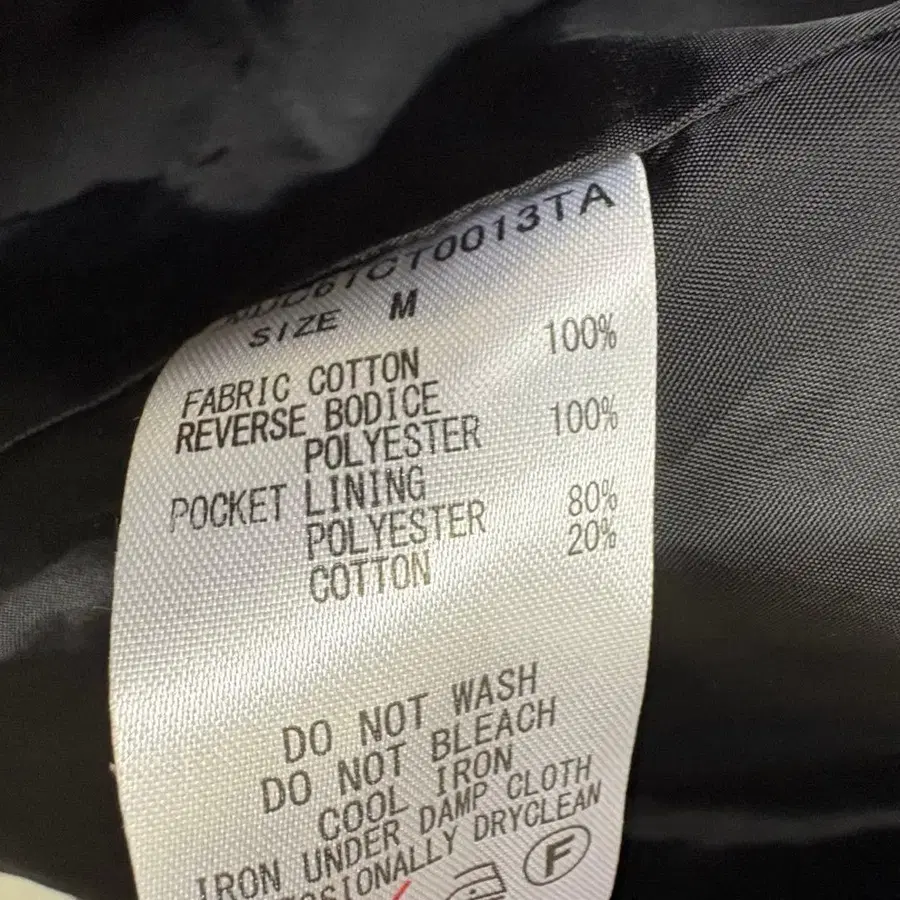 SIZE M
FABRIC COTTON 100%
REVERSE BODICE
POLYESTER 100%
POCKET LINING
POLYESTER 80%
COTTON 20%
DO NOT WASH
DO NOT BLEACH
COOL IRON
IRON UNDER DAMP CLOTH
DRYCLEAN
F